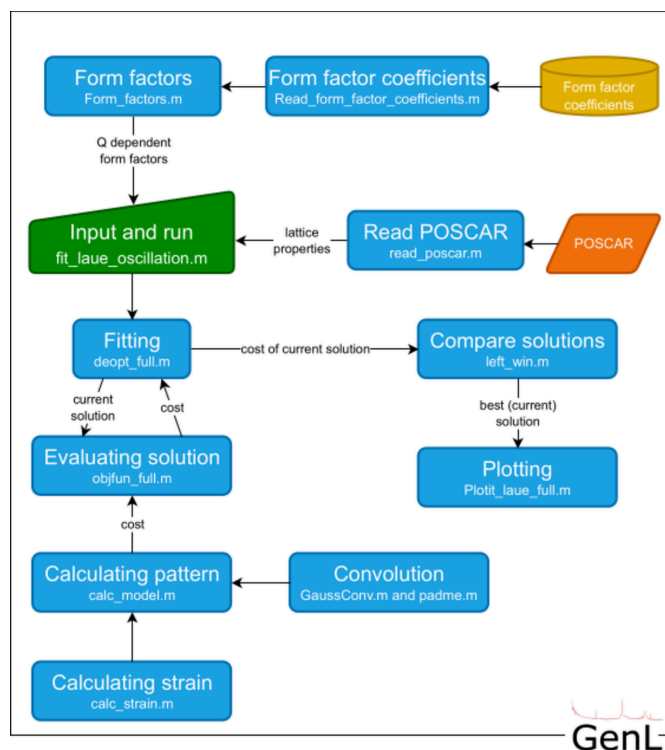 Form factors
Form_factors.m
Form factor coefficients
Read_form_factor_coefficients.m
Form factor
coefficients
Q dependent
form factors
Input and run
fit_laue_oscillation.m
lattice
properties
Read POSCAR
read_poscar.m
POSCAR
Fitting
deopt_full.m
cost of current solution
Compare solutions
left_win.m
current
solution
cost
best (current)
solution
Evaluating solution
objfun_full.m
Plotting
Plotit_laue_full.m
cost
Calculating pattern
calc_model.m
Convolution
GaussConv.m and padme.m
Calculating strain
calc_strain.m
GenL